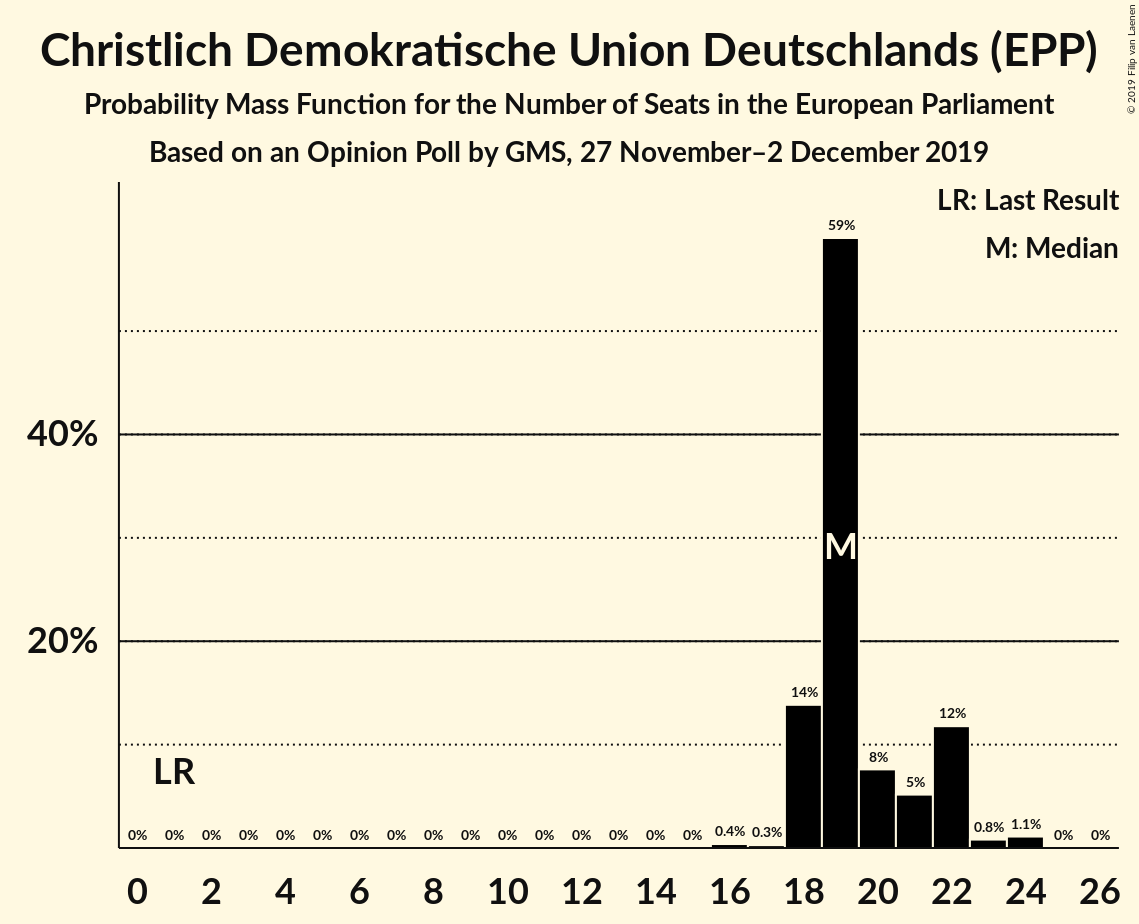 Christlich Demokratische Union Deutschlands (EPP)
Probability Mass Function for the Number of Seats in the European Parliament
Based on an Opinion Poll by GMS, 27 November–2 December 2019
© 2019 Filip van Laenen
LR: Last Result
M: Median
59%
40%
M
20%
14%
12%
8%
5%
LR
0% 0% 0% 0% 0% 0% 0% 0% 0% 0% 0% 0% 0% 0% 0% 0% 0.4% 0.3% 0.8% 1.1% 0% 0%
0 2 4 6 8 10 12 14 16 18 20 22 24 26